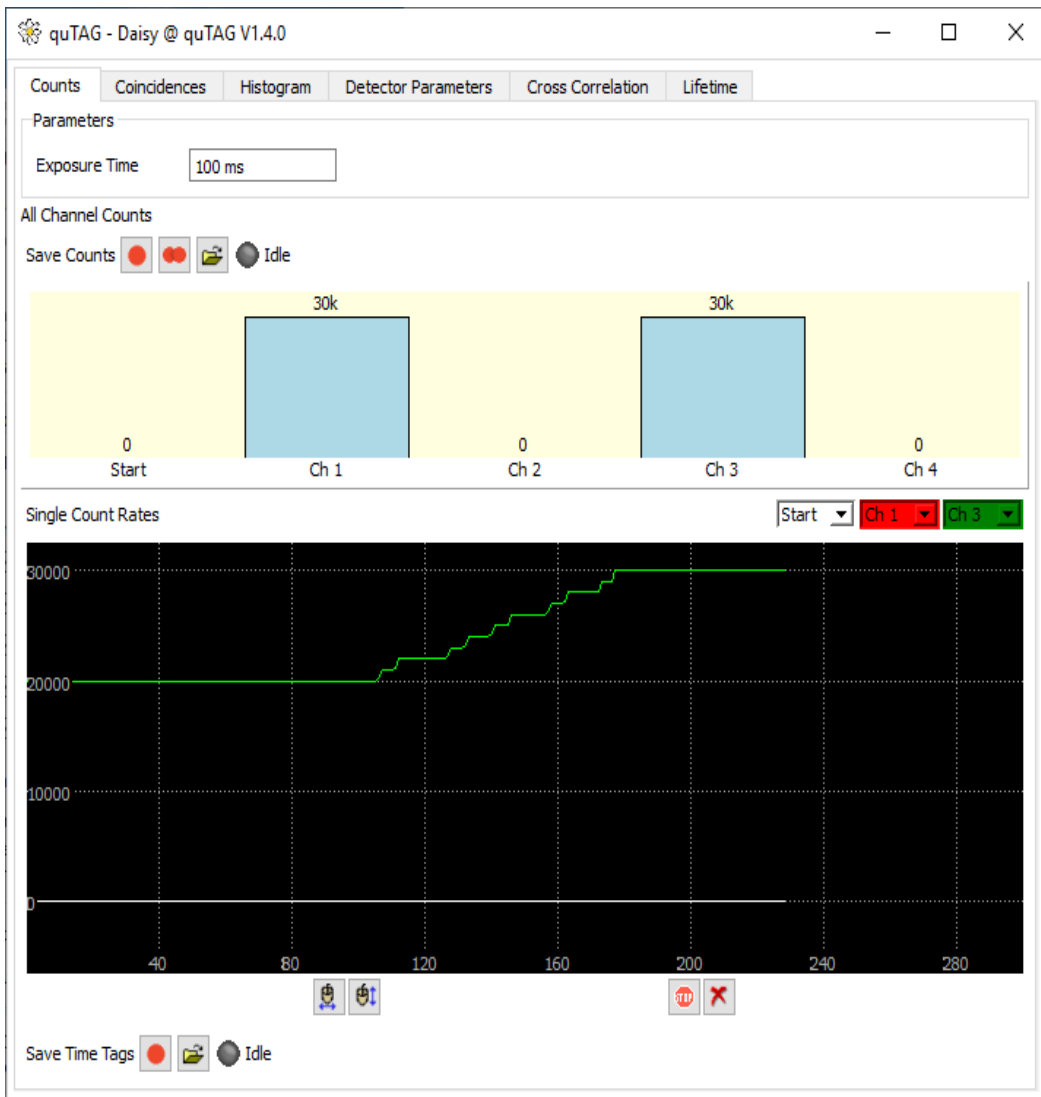 quTAG - Daisy @ quTAG V1.4.0
Counts Coincidences Histogram Detector Parameters Cross Correlation Lifetime
Parameters
Exposure Time 100 ms
All Channel Counts
Save Counts Idle
30k 30k
0 0 0
Start Ch 1 Ch 2 Ch 3 Ch 4
Single Count Rates Start Ch 1 Ch 3
30000
20000
10000
0
40 80 120 160 200 240 280
STOP
Save Time Tags Idle